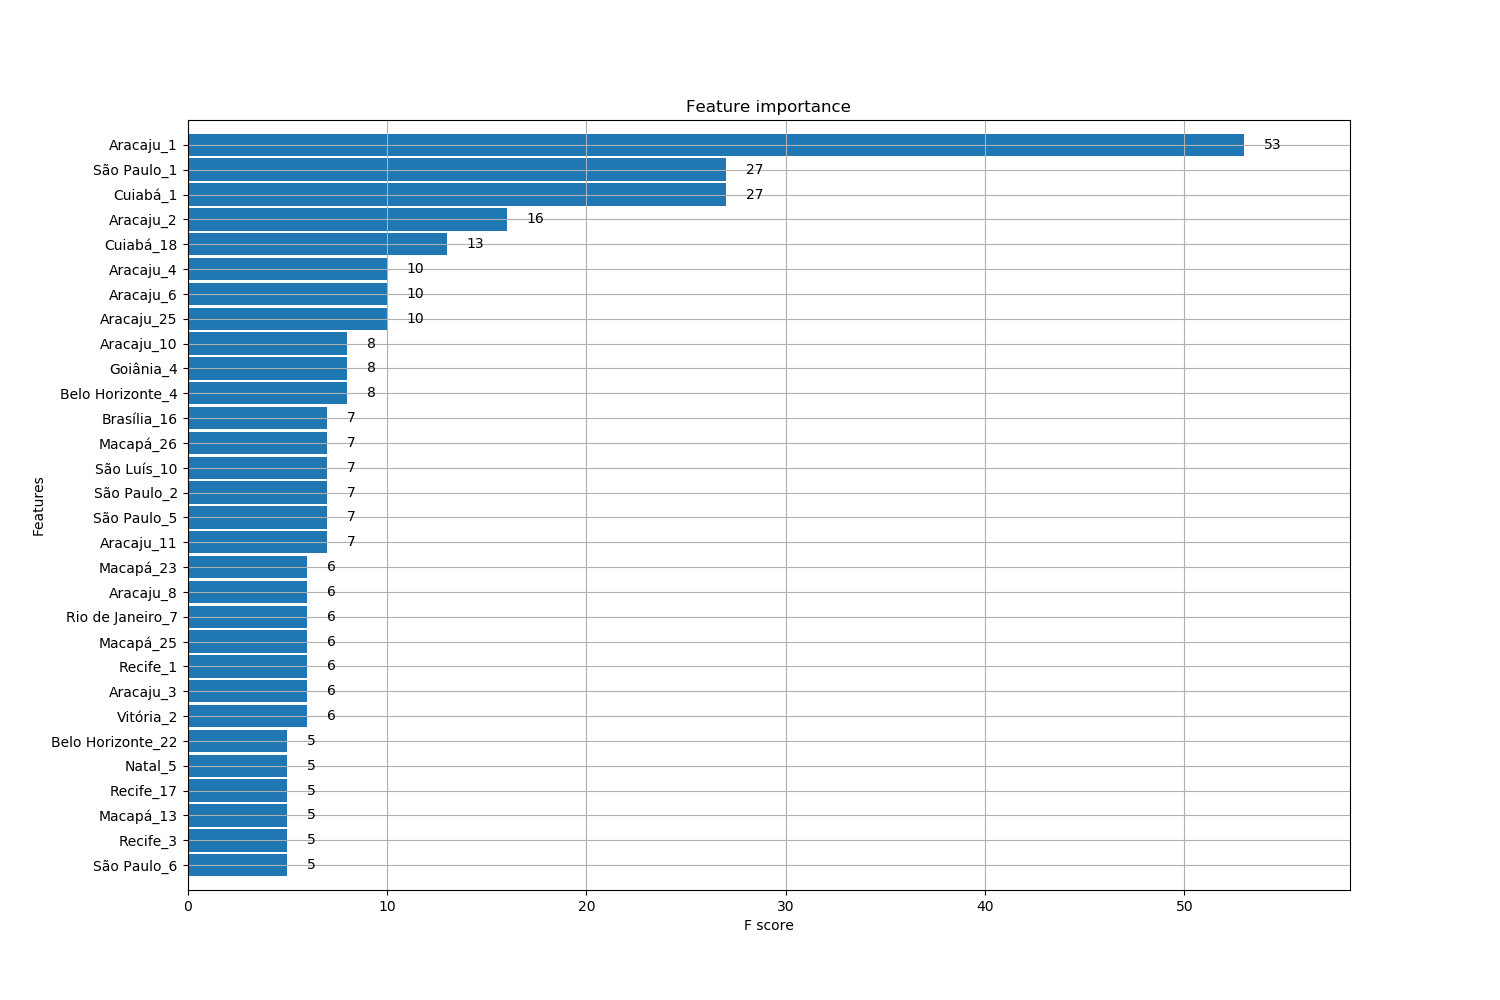 Feature importance
Aracaju_1 53
São Paulo_1 27
Cuiabá_1 27
Aracaju_2 16
Cuiabá_18 13
Aracaju_4 10
Aracaju_6 10
Aracaju_25 10
Aracaju_10 8
Goiânia_4 8
Belo Horizonte_4 8
Brasília_16 7
Macapá_26 7
São Luís_10 7
São Paulo_2 7
São Paulo_5 7
Aracaju_11 7
Macapá_23 6
Aracaju_8 6
Rio de Janeiro_7 6
Macapá_25 6
Recife_1 6
Aracaju_3 6
Vitória_2 6
Belo Horizonte_22 5
Natal_5 5
Recife_17 5
Macapá_13 5
Recife_3 5
São Paulo_6 5
Features
0 10 20 30 40 50
F score